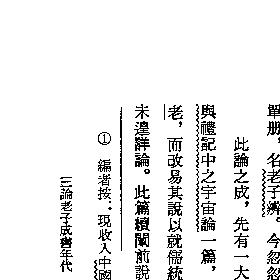 單册，名老子辨。今忽忽
此論之成，先有一大
與禮記中之宇宙論一篇，
老，而改易其說以就儒統
未遑詳論。此篇續闡前說
① 編者按：現收入中國
三論老子成書年代